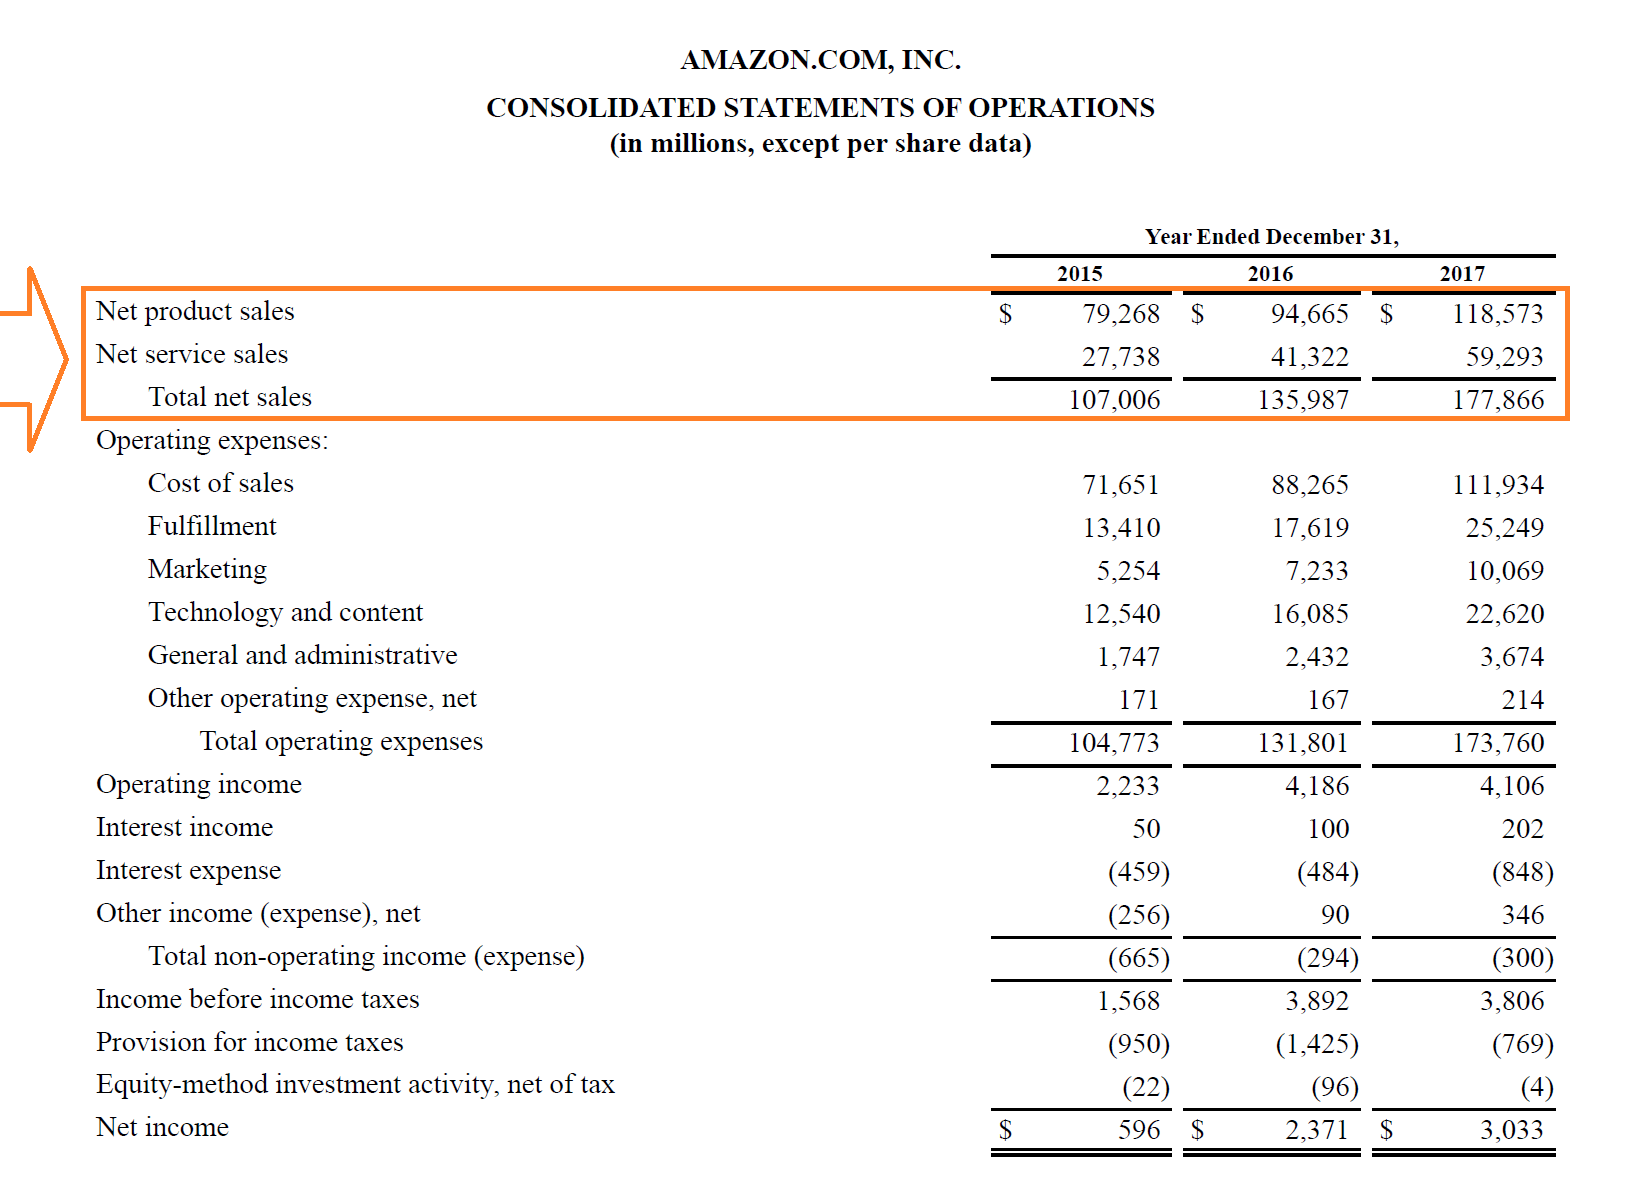 AMAZON.COM, INC.
CONSOLIDATED STATEMENTS OF OPERATIONS
(in millions, except per share data)
Year Ended December 31,
2015 2016 2017
Net product sales $ 79,268 $ 94,665 $ 118,573
Net service sales 27,738 41,322 59,293
Total net sales 107,006 135,987 177,866
Operating expenses:
Cost of sales 71,651 88,265 111,934
Fulfillment 13,410 17,619 25,249
Marketing 5,254 7,233 10,069
Technology and content 12,540 16,085 22,620
General and administrative 1,747 2,432 3,674
Other operating expense, net 171 167 214
Total operating expenses 104,773 131,801 173,760
Operating income 2,233 4,186 4,106
Interest income 50 100 202
Interest expense (459) (484) (848)
Other income (expense), net (256) 90 346
Total non-operating income (expense) (665) (294) (300)
Income before income taxes 1,568 3,892 3,806
Provision for income taxes (950) (1,425) (769)
Equity-method investment activity, net of tax (22) (96) (4)
Net income $ 596 $ 2,371 $ 3,033